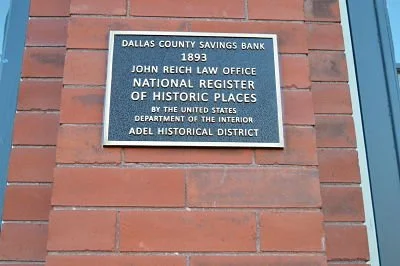 DALLAS COUNTY SAVINGS BANK
1893
JOHN REICH LAW OFFICE
NATIONAL REGISTER
OF HISTORIC PLACES
BY THE UNITED STATES
DEPARTMENT OF THE INTERIOR
ADEL HISTORICAL DISTRICT